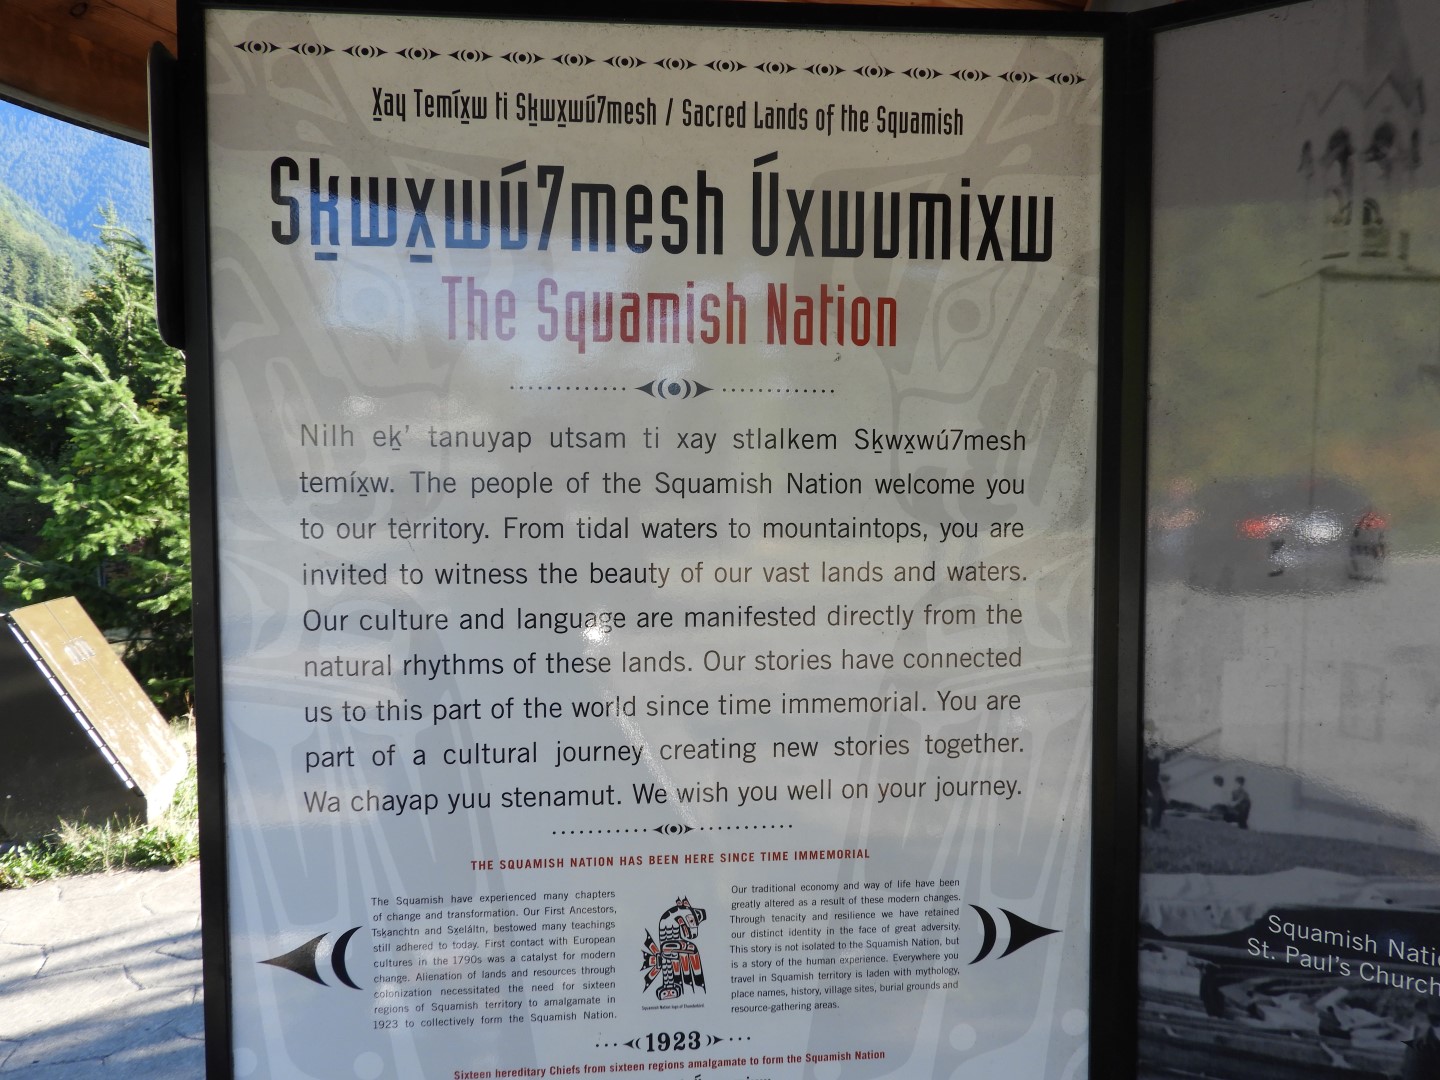 X̲ay Temíx̲w ti Sḵwx̲wú7mesh / Sacred Lands of the Squamish
Sḵwx̲wú7mesh Úxwumixw
The Squamish Nation
Nilh eḵ' tanuyap utsam ti xay stlalkem Sḵwx̲wú7mesh
temíx̲w. The people of the Squamish Nation welcome you
to our territory. From tidal waters to mountaintops, you are
invited to witness the beauty of our vast lands and waters.
Our culture and language are manifested directly from the
natural rhythms of these lands. Our stories have connected
us to this part of the world since time immemorial. You are
part of a cultural journey creating new stories together.
Wa chayap yuu stenamut. We wish you well on your journey.
THE SQUAMISH NATION HAS BEEN HERE SINCE TIME IMMEMORIAL
The Squamish have experienced many chapters
of change and transformation. Our First Ancestors,
Tsḵanchtn and Sx̲eláltn, bestowed many teachings
still adhered to today. First contact with European
cultures in the 1790s was a catalyst for modern
change. Alienation of lands and resources through
colonization necessitated the need for sixteen
regions of Squamish territory to amalgamate in
1923 to collectively form the Squamish Nation.
Squamish Nation logo of Thunderbird
Our traditional economy and way of life have been
greatly altered as a result of these modern changes.
Through tenacity and resilience we have retained
our distinct identity in the face of great adversity.
This story is not isolated to the Squamish Nation, but
is a story of the human experience. Everywhere you
travel in Squamish territory is laden with mythology,
place names, history, village sites, burial grounds and
resource-gathering areas.
1923
Sixteen hereditary Chiefs from sixteen regions amalgamate to form the Squamish Nation
Squamish Natio
St. Paul's Church